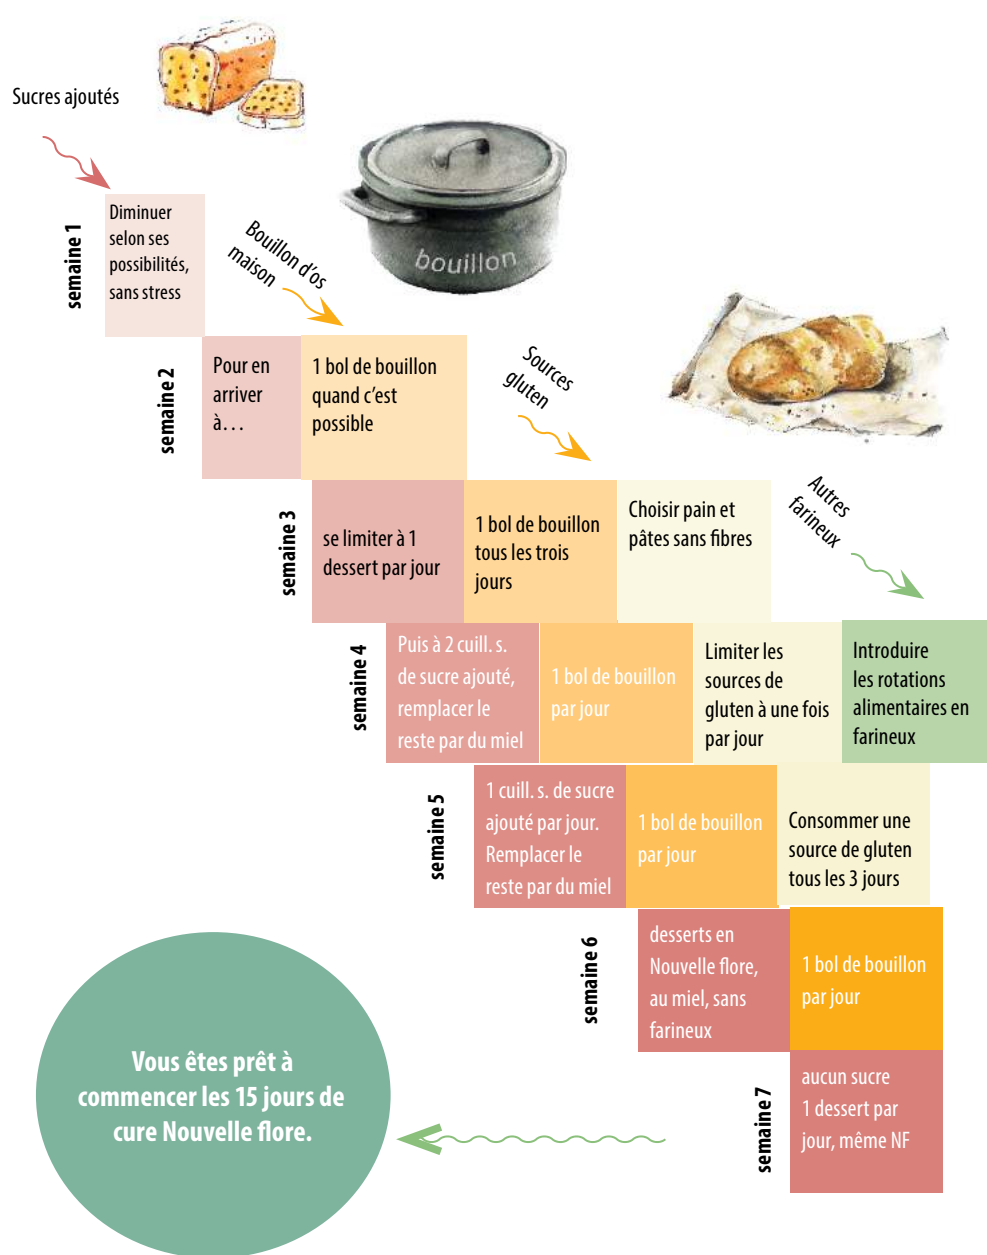 Sucres ajoutés
semaine 1
Diminuer
selon ses
possibilités,
sans stress
Bouillon d'os
maison
bouillon
semaine 2
Pour en
arriver
à…
1 bol de bouillon
quand c'est
possible
Sources
gluten
semaine 3
se limiter à 1
dessert par jour
1 bol de bouillon
tous les trois
jours
Choisir pain et
pâtes sans fibres
Autres
farineux
semaine 4
Puis à 2 cuill. s.
de sucre ajouté,
remplacer le
reste par du miel
1 bol de bouillon
par jour
Limiter les
sources de
gluten à une fois
par jour
Introduire
les rotations
alimentaires en
farineux
semaine 5
1 cuill. s. de sucre
ajouté par jour.
Remplacer le
reste par du miel
1 bol de bouillon
par jour
Consommer une
source de gluten
tous les 3 jours
semaine 6
desserts en
Nouvelle flore,
au miel, sans
farineux
1 bol de bouillon
par jour
semaine 7
aucun sucre
1 dessert par
jour, même NF
Vous êtes prêt à
commencer les 15 jours de
cure Nouvelle flore.